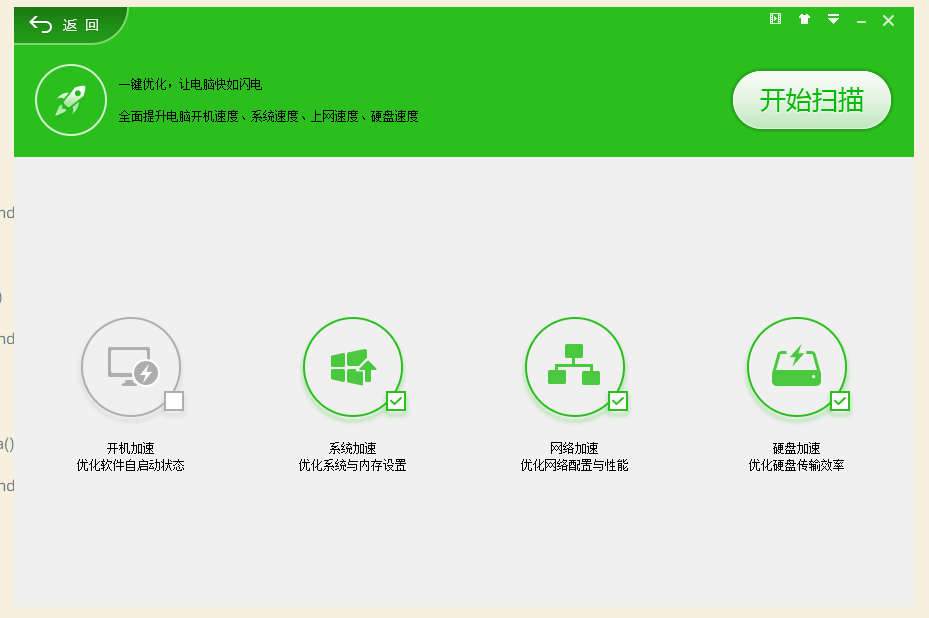 返 回
一键优化，让电脑快如闪电
全面提升电脑开机速度、系统速度、上网速度、硬盘速度
开始扫描
nd
)
nd
a()
nd
开机加速
优化软件自启动状态
系统加速
优化系统与内存设置
网络加速
优化网络配置与性能
硬盘加速
优化硬盘传输效率